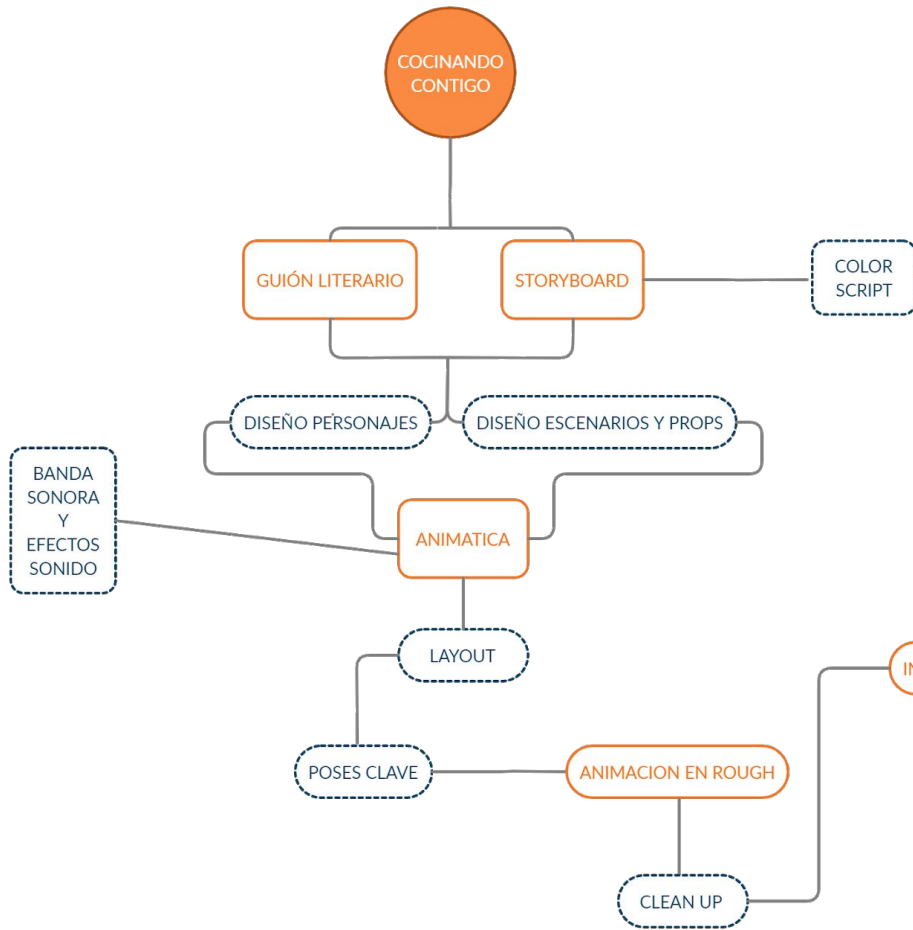 COCINANDO
CONTIGO
GUIÓN LITERARIO
STORYBOARD
COLOR
SCRIPT
DISEÑO PERSONAJES
DISEÑO ESCENARIOS Y PROPS
BANDA
SONORA
Y
EFECTOS
SONIDO
ANIMATICA
LAYOUT
POSES CLAVE
ANIMACION EN ROUGH
CLEAN UP